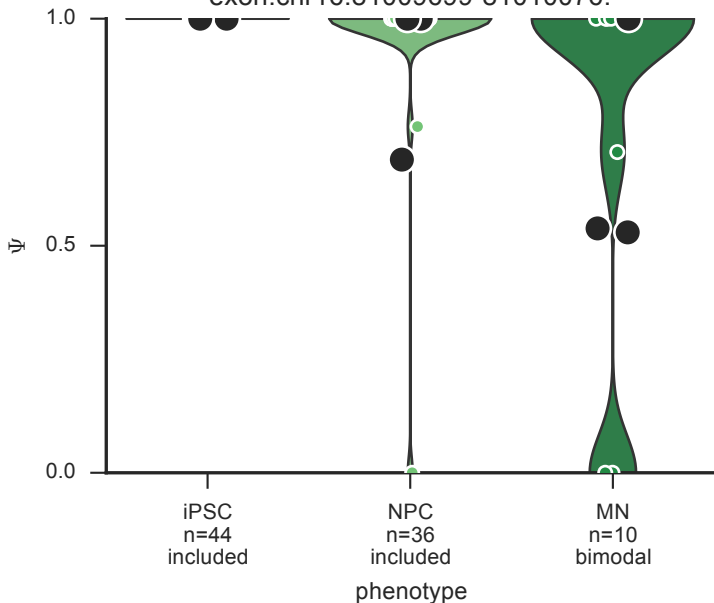 1.0
0.5
0.0
Ψ
iPSC
n=44
included
NPC
n=36
included
MN
n=10
bimodal
phenotype